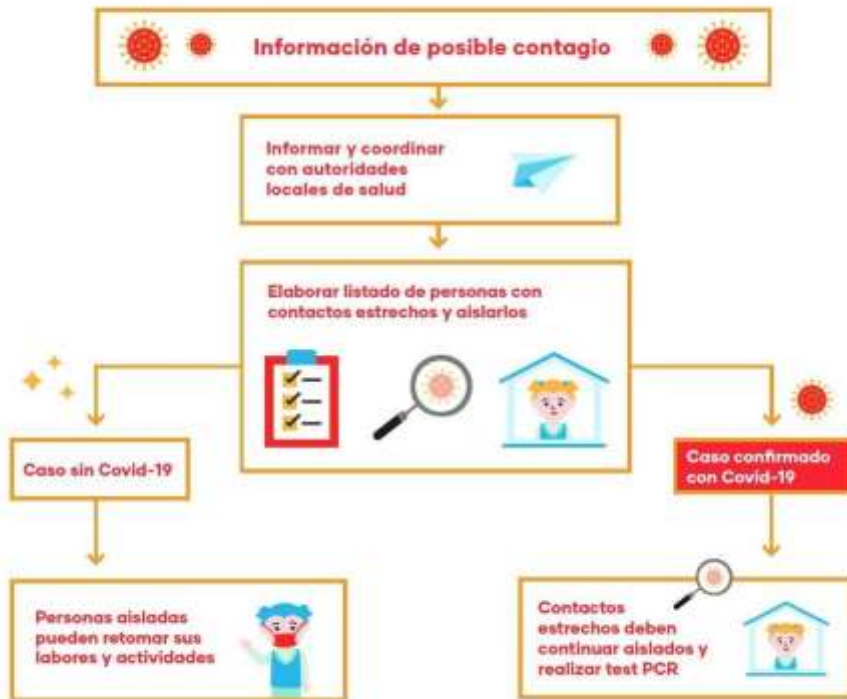 Información de posible contagio
Informar y coordinar
con autoridades
locales de salud
Elaborar listado de personas con
contactos estrechos y aislarlos
Caso sin Covid-19
Caso confirmado
con Covid-19
Personas aisladas
pueden retomar sus
labores y actividades
Contactos
estrechos deben
continuar aislados y
realizar test PCR